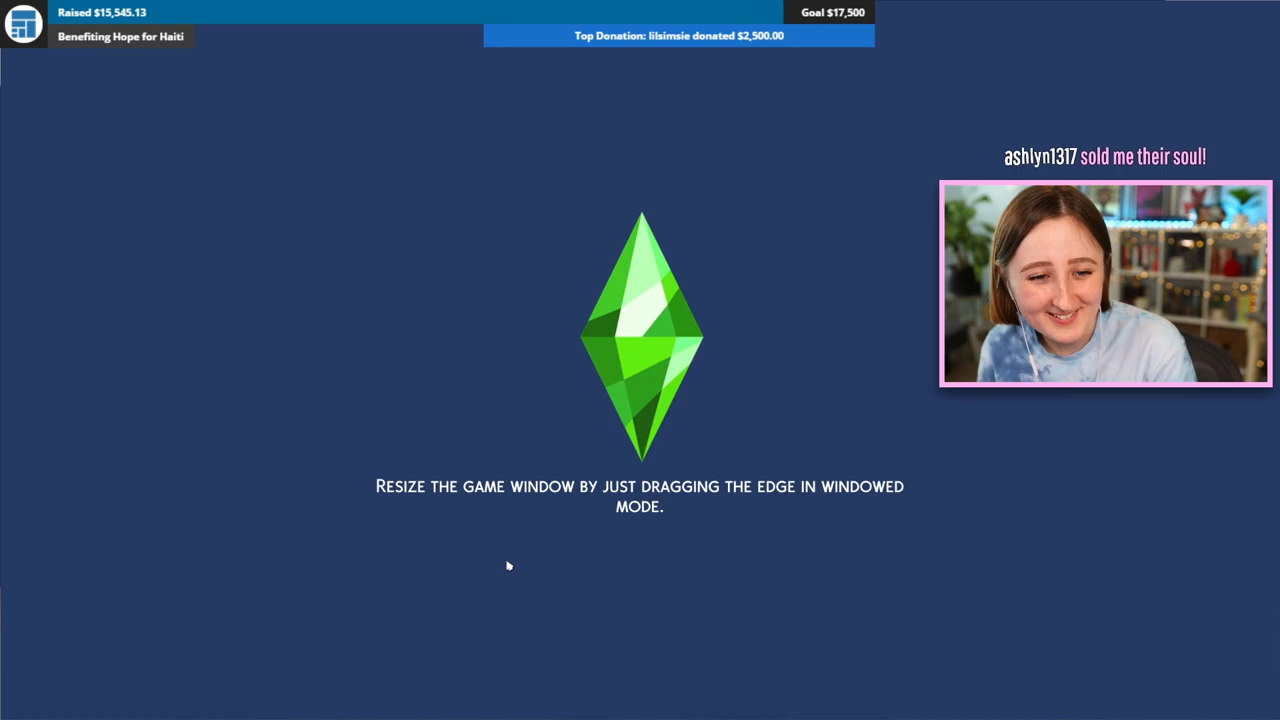 Raised $15,545.13
Goal $17,500
Benefiting Hope for Haiti
Top Donation: lilsimsie donated $2,500.00
ashlyn1317 sold me their soul!
RESIZE THE GAME WINDOW BY JUST DRAGGING THE EDGE IN WINDOWED
MODE.